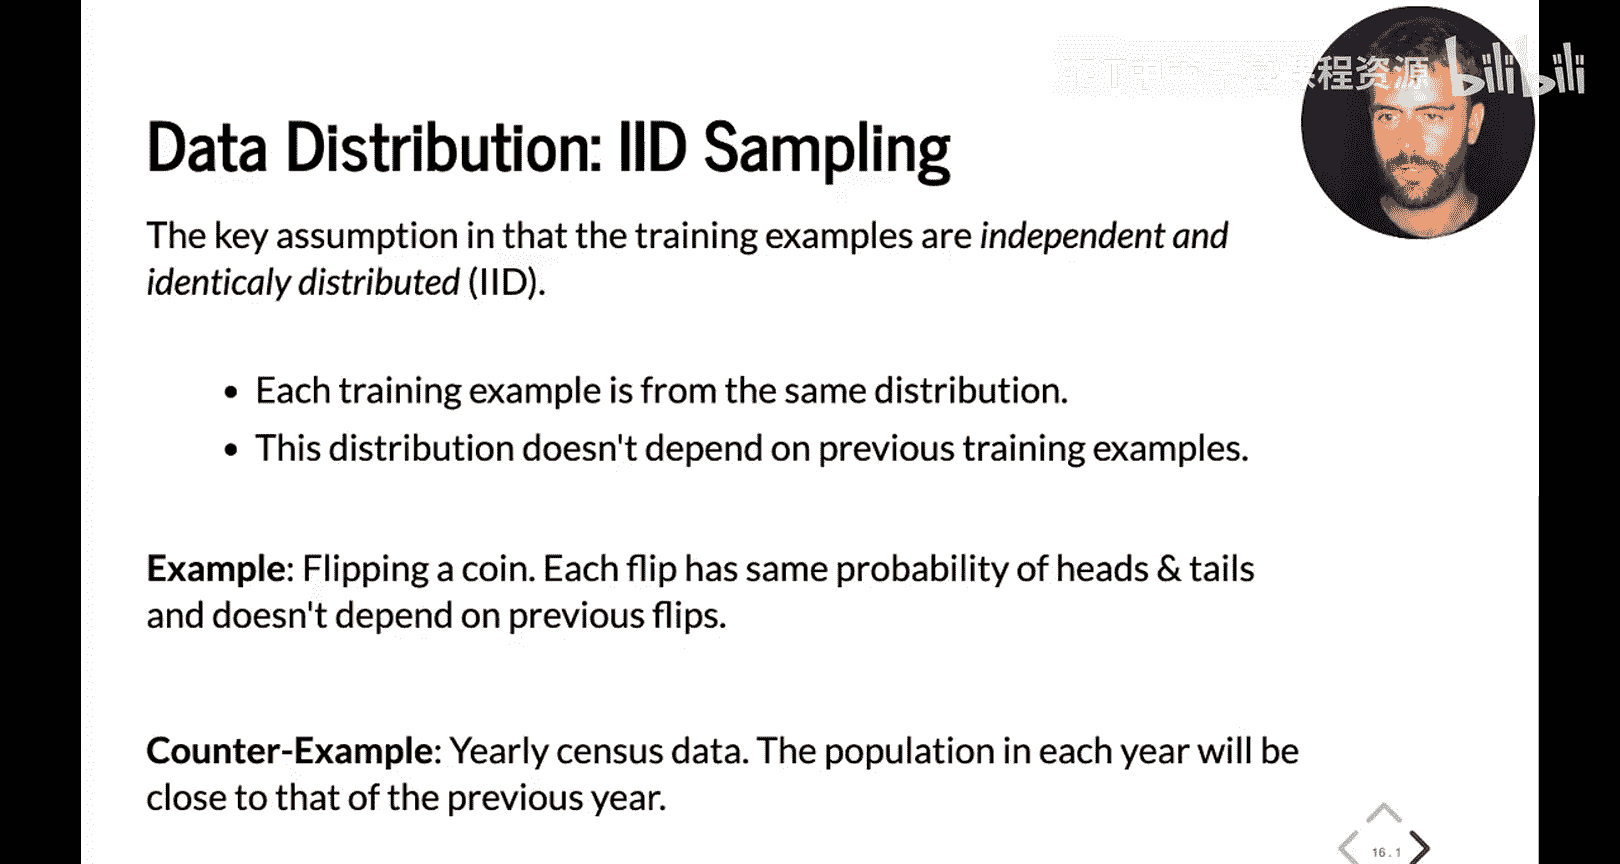 程资源 bilibili
Data Distribution: IID Sampling
The key assumption in that the training examples are independent and
identicaly distributed (IID).
• Each training example is from the same distribution.
• This distribution doesn't depend on previous training examples.
Example: Flipping a coin. Each flip has same probability of heads & tails
and doesn't depend on previous flips.
Counter-Example: Yearly census data. The population in each year will be
close to that of the previous year.
16.1